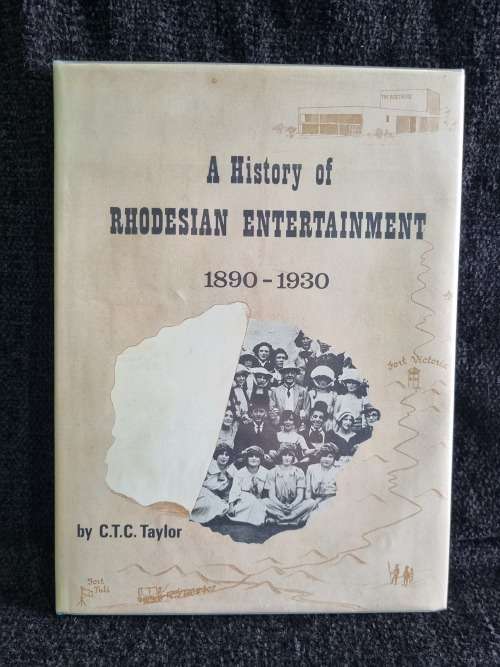 A History of
RHODESIAN ENTERTAINMENT
1890-1930
Fort Victoria
by C.T.C. Taylor
Fort
Tuli